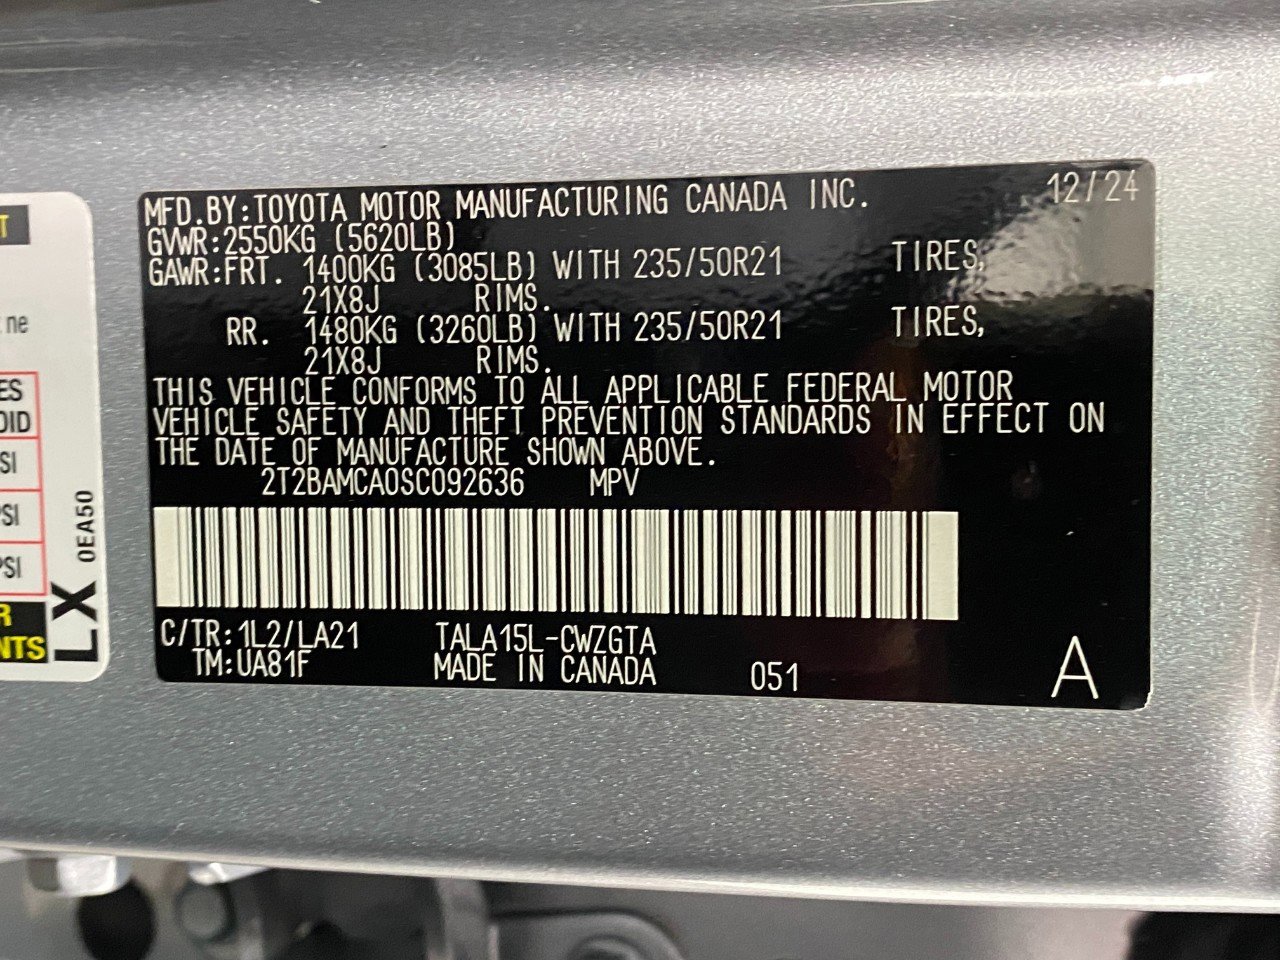 MFD.BY:TOYOTA MOTOR MANUFACTURING CANADA INC. 12/24
GVWR:2550KG (5620LB)
GAWR:FRT. 1400KG (3085LB) WITH 235/50R21 TIRES,
21X8J RIMS.
RR. 1480KG (3260LB) WITH 235/50R21 TIRES,
21X8J RIMS.
THIS VEHICLE CONFORMS TO ALL APPLICABLE FEDERAL MOTOR
VEHICLE SAFETY AND THEFT PREVENTION STANDARDS IN EFFECT ON
THE DATE OF MANUFACTURE SHOWN ABOVE.
2T2BAMCA0SC092636 MPV
C/TR:1L2/LA21 TALA15L-CWZGTA
TM:UA81F MADE IN CANADA 051 A
ne
LX 0EA50